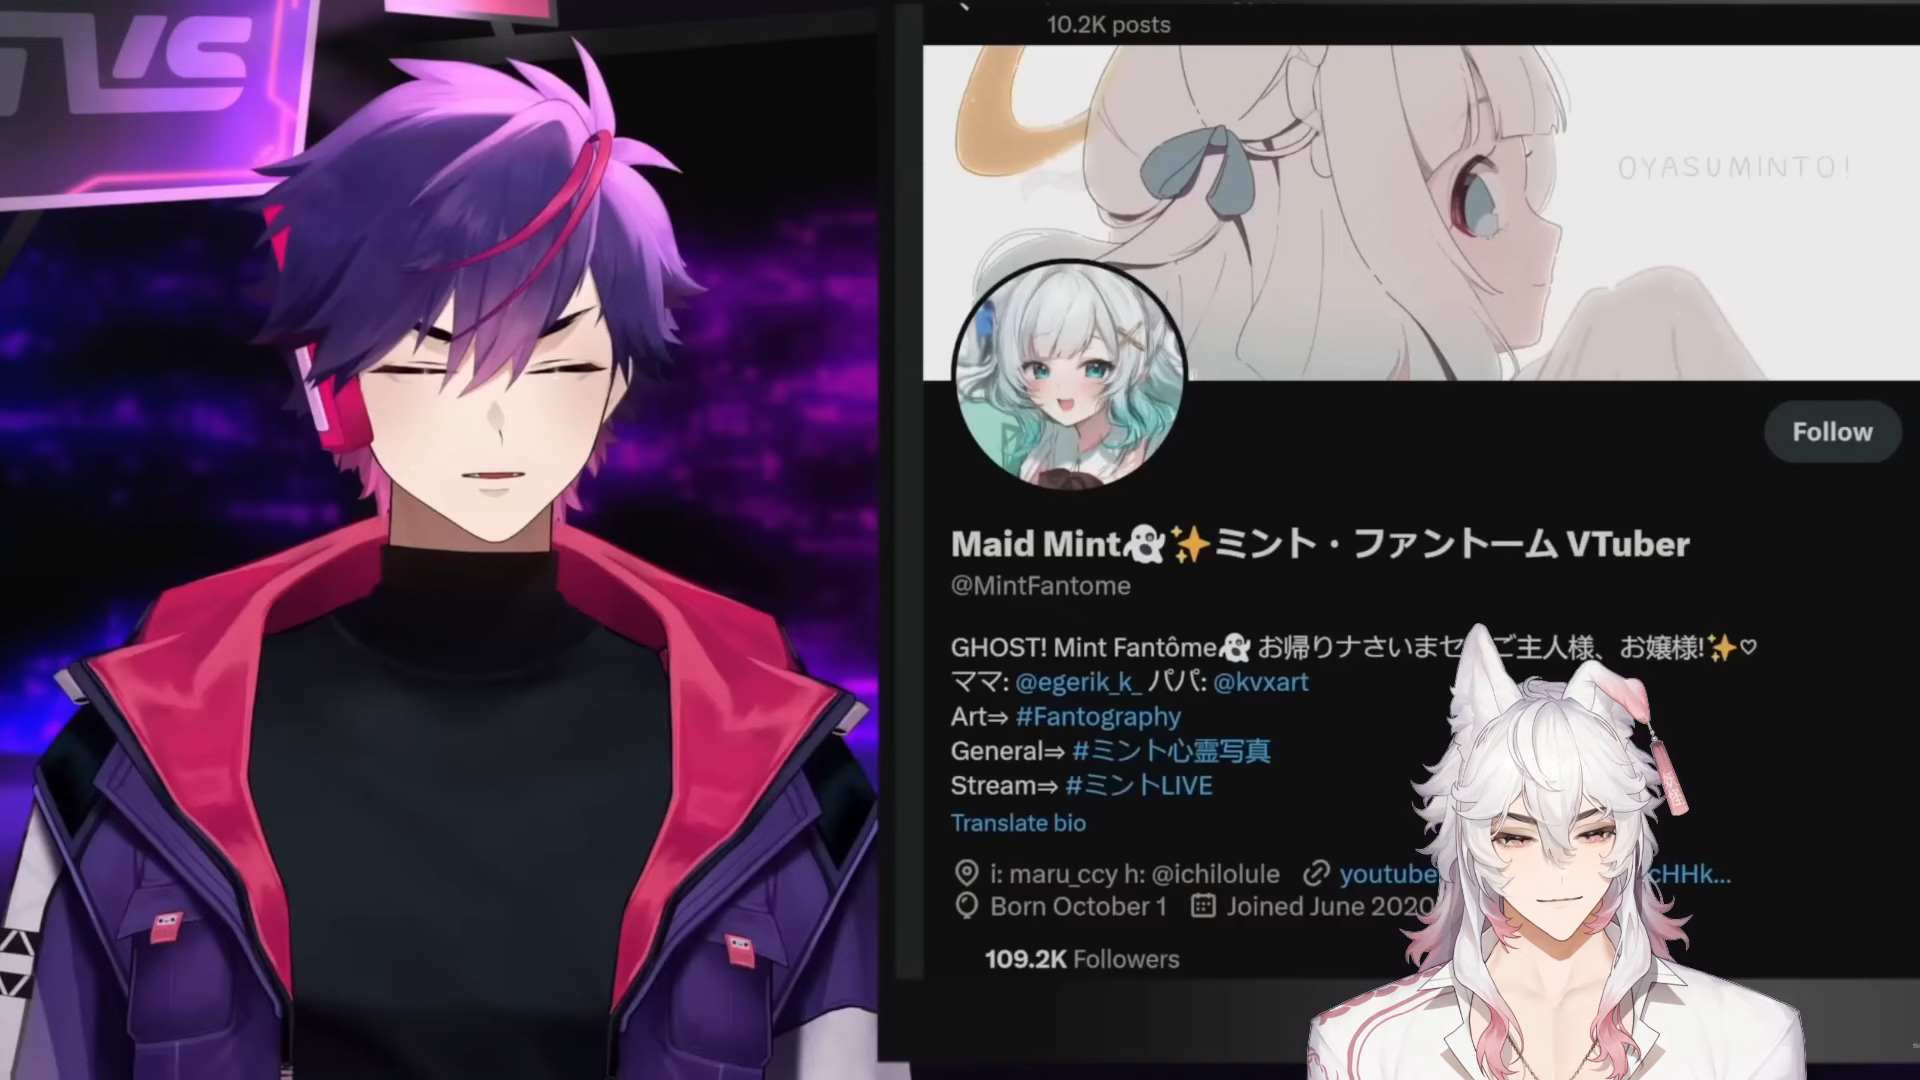 10.2K posts
OYASUMINTO!
Follow
Maid Mint👻✨ミント・ファントーム VTuber
@MintFantome
GHOST! Mint Fantôme👻 お帰りナさいまセ ご主人様、お嬢様!✨♡
ママ: @egerik_k_ パパ: @kvxart
Art⇒ #Fantography
General⇒ #ミント心霊写真
Stream⇒ #ミントLIVE
Translate bio
i: maru_ccy h: @ichilolule youtube cHHk...
Born October 1 Joined June 2020
109.2K Followers